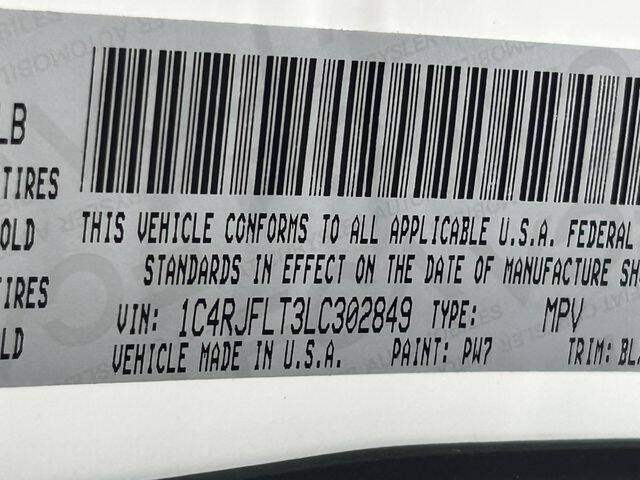 LB
TIRES
OLD
IRES
LD
THIS VEHICLE CONFORMS TO ALL APPLICABLE U.S.A. FEDERAL
STANDARDS IN EFFECT ON THE DATE OF MANUFACTURE SH
VIN: 1C4RJFLT3LC302849 TYPE: MPV
VEHICLE MADE IN U.S.A. PAINT: PW7 TRIM: BL